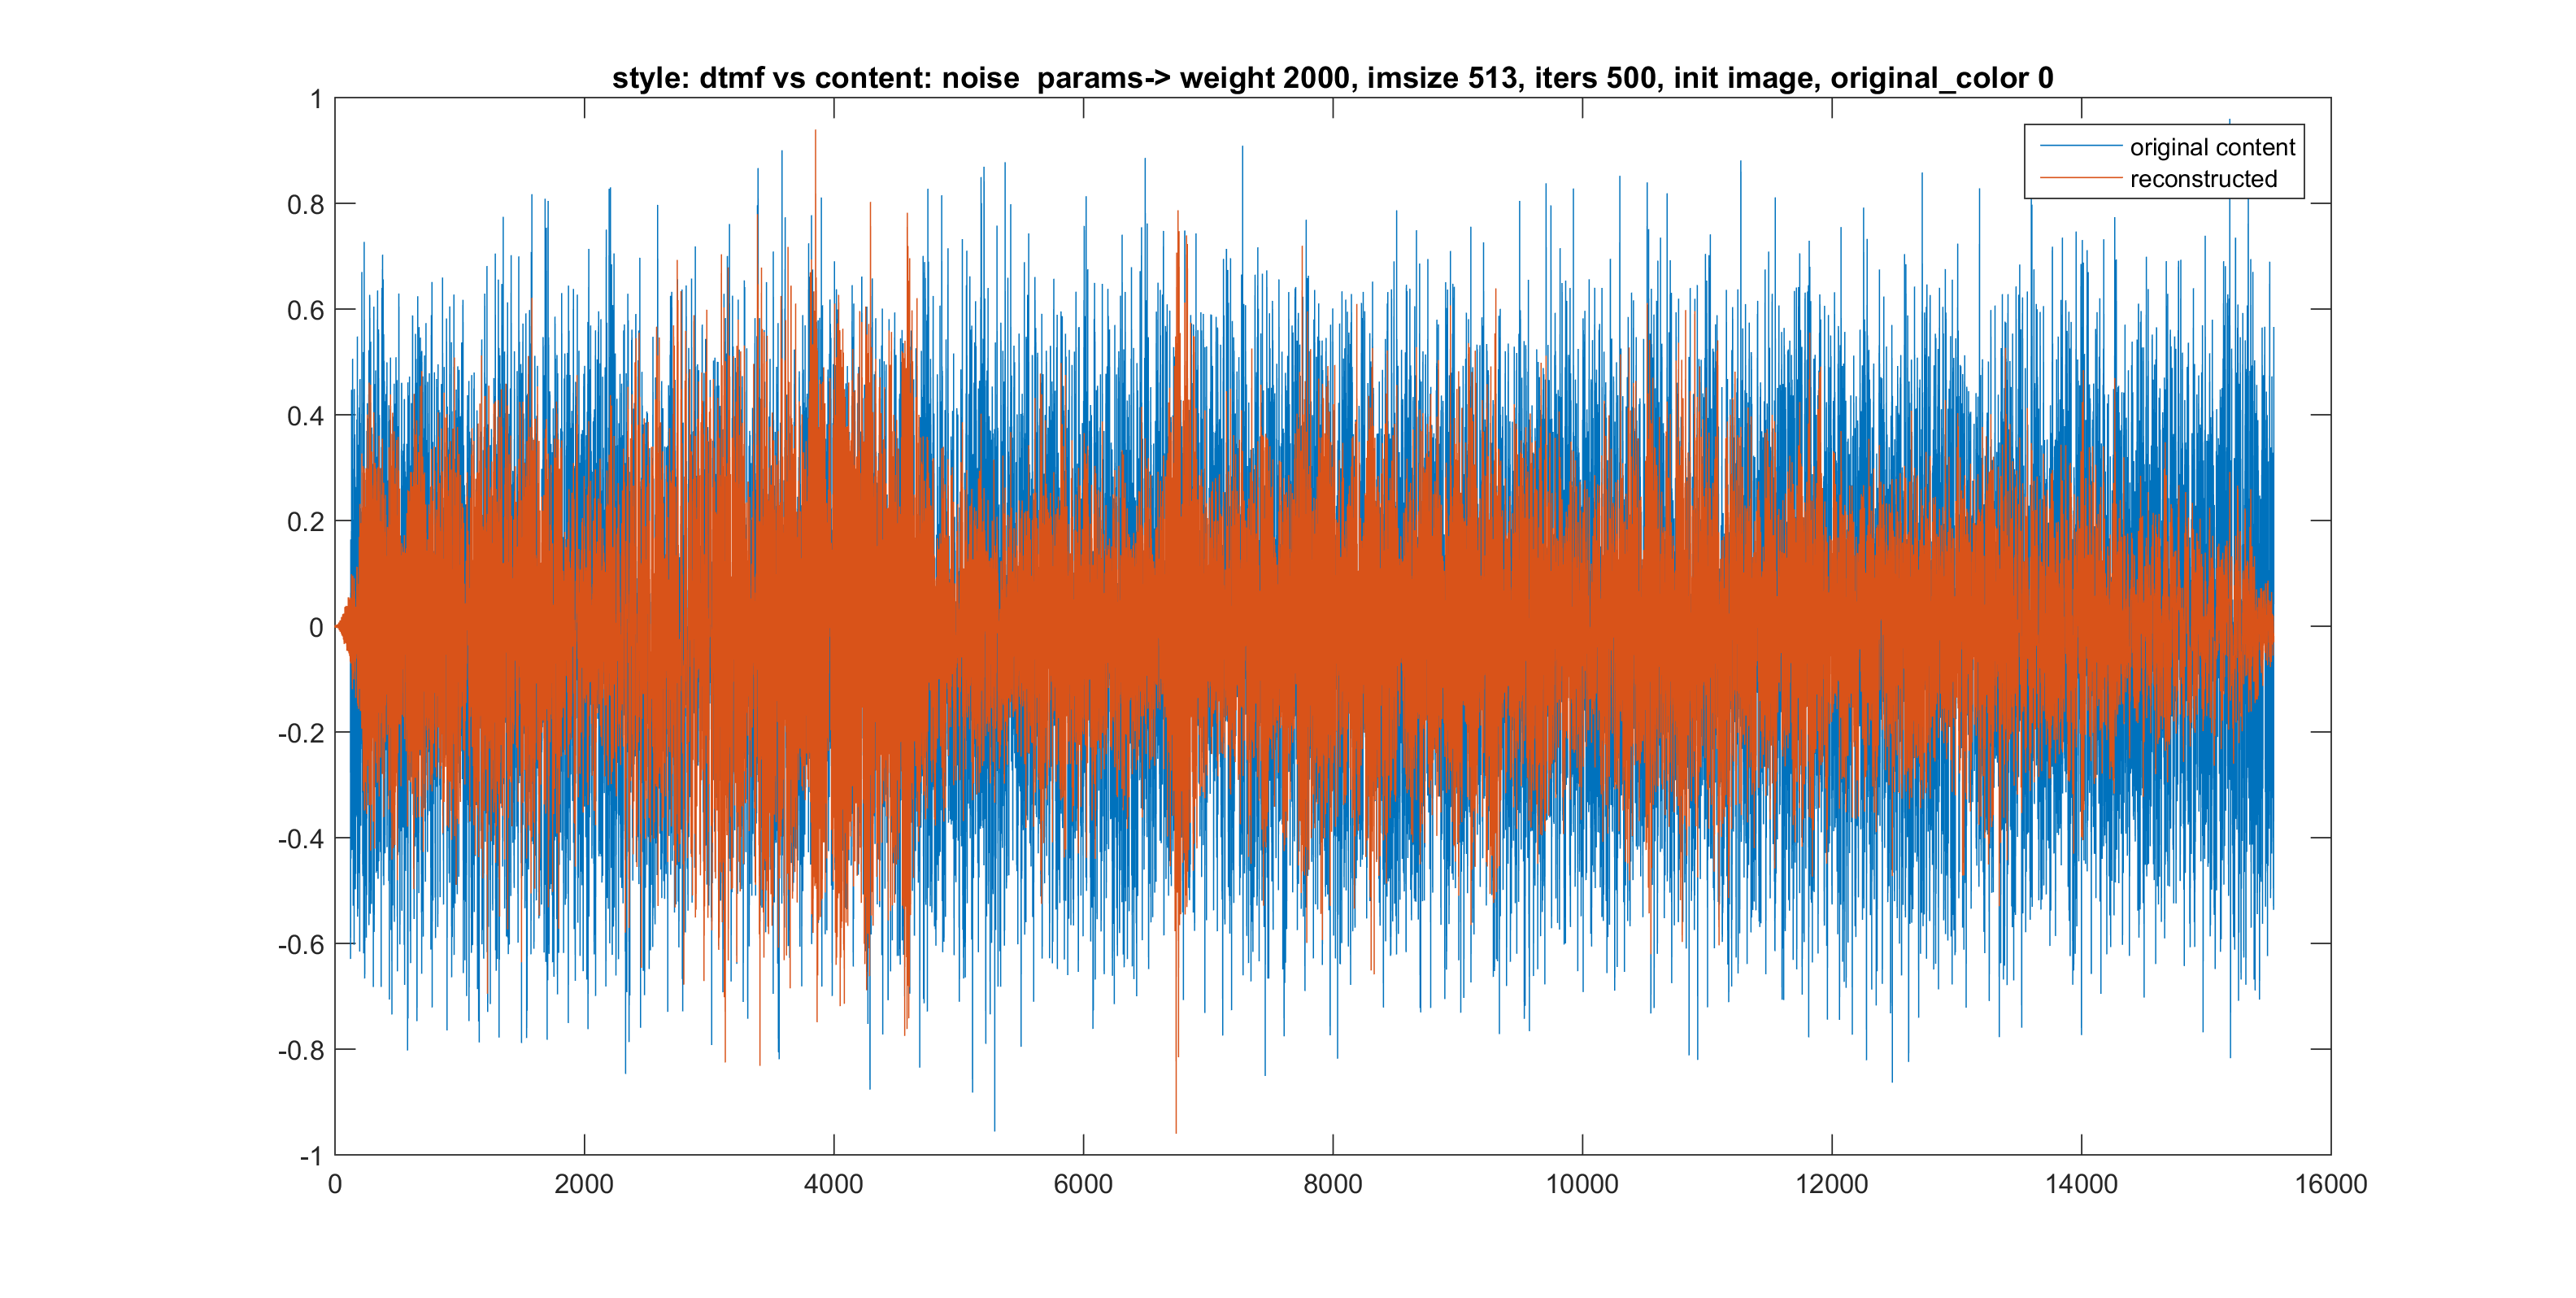 style: dtmf vs content: noise  params-> weight 2000, imsize 513, iters 500, init image, original_color 0
original content
reconstructed
1
0.8
0.6
0.4
0.2
0
-0.2
-0.4
-0.6
-0.8
-1
0 2000 4000 6000 8000 10000 12000 14000 16000